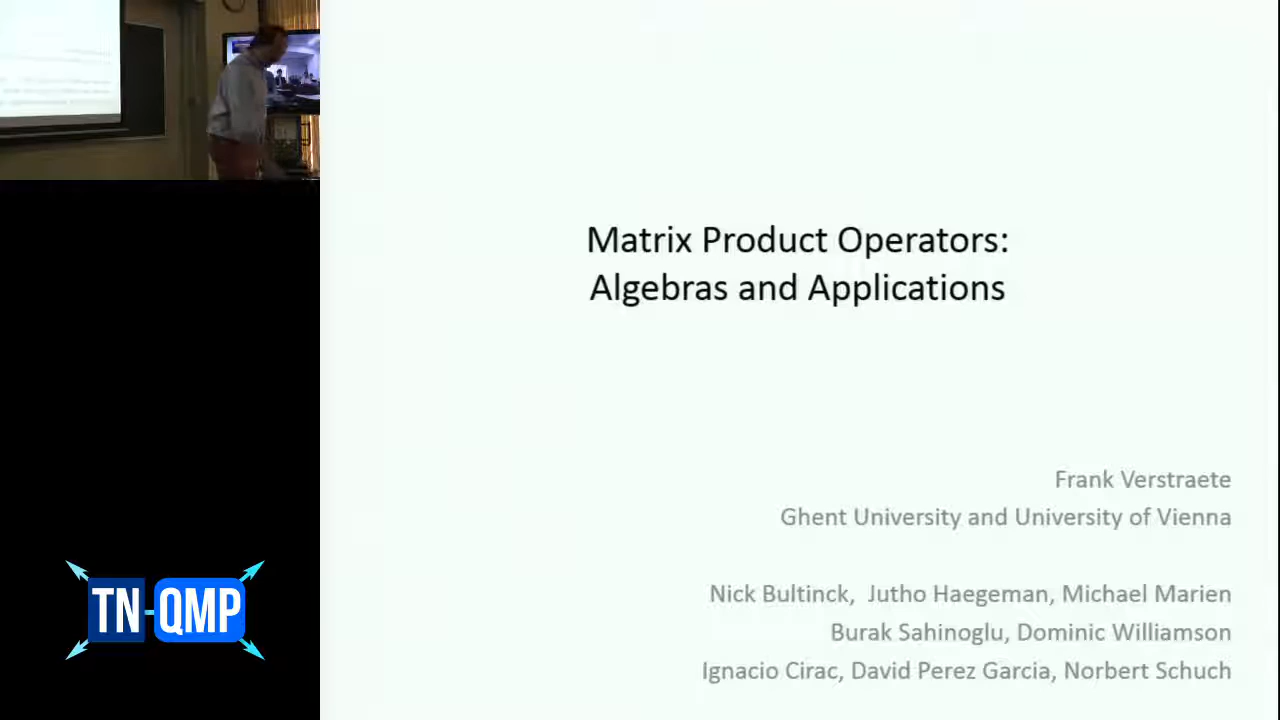 Matrix Product Operators:
Algebras and Applications
Frank Verstraete
Ghent University and University of Vienna
Nick Bultinck, Jutho Haegeman, Michael Marien
Burak Sahinoglu, Dominic Williamson
Ignacio Cirac, David Perez Garcia, Norbert Schuch
TN-QMP